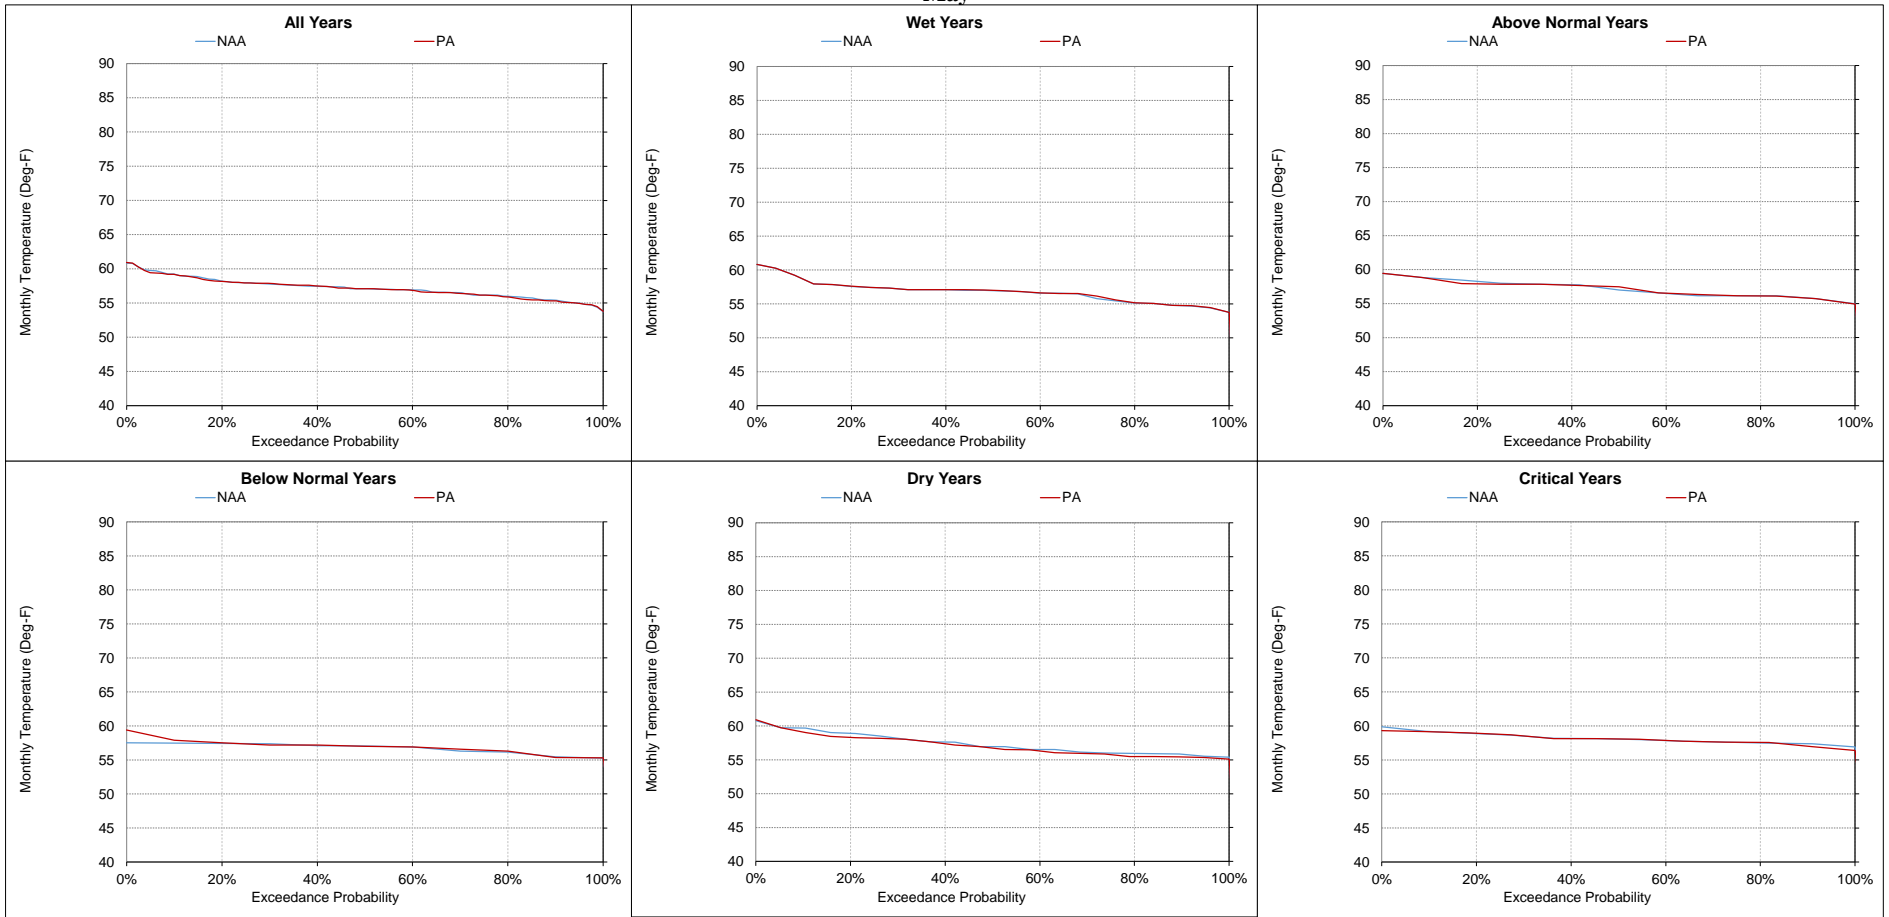 May
All Years
NAA PA
90
85
80
75
70
65
60
55
50
45
40
Monthly Temperature (Deg-F)
0% 20% 40% 60% 80% 100%
Exceedance Probability
Wet Years
NAA PA
90
85
80
75
70
65
60
55
50
45
40
Monthly Temperature (Deg-F)
0% 20% 40% 60% 80% 100%
Exceedance Probability
Above Normal Years
NAA PA
90
85
80
75
70
65
60
55
50
45
40
Monthly Temperature (Deg-F)
0% 20% 40% 60% 80% 100%
Exceedance Probability
Below Normal Years
NAA PA
90
85
80
75
70
65
60
55
50
45
40
Monthly Temperature (Deg-F)
0% 20% 40% 60% 80% 100%
Exceedance Probability
Dry Years
NAA PA
90
85
80
75
70
65
60
55
50
45
40
Monthly Temperature (Deg-F)
0% 20% 40% 60% 80% 100%
Exceedance Probability
Critical Years
NAA PA
90
85
80
75
70
65
60
55
50
45
40
Monthly Temperature (Deg-F)
0% 20% 40% 60% 80% 100%
Exceedance Probability